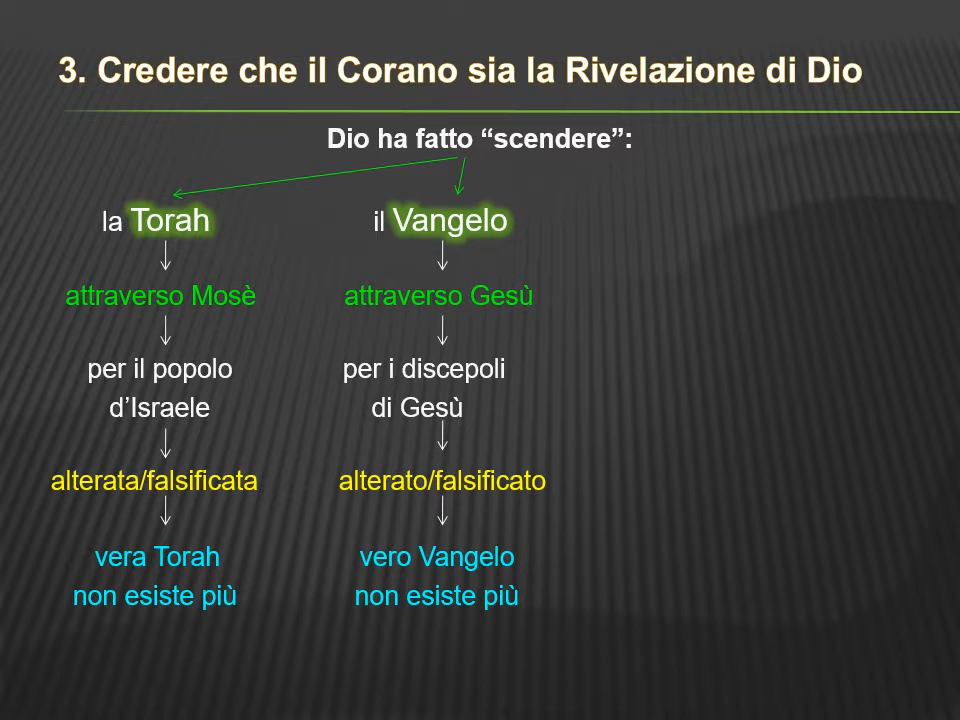 3. Credere che il Corano sia la Rivelazione di Dio
Dio ha fatto “scendere”:
la Torah
attraverso Mosè
per il popolo
d’Israele
alterata/falsificata
vera Torah
non esiste più
il Vangelo
attraverso Gesù
per i discepoli
di Gesù
alterato/falsificato
vero Vangelo
non esiste più